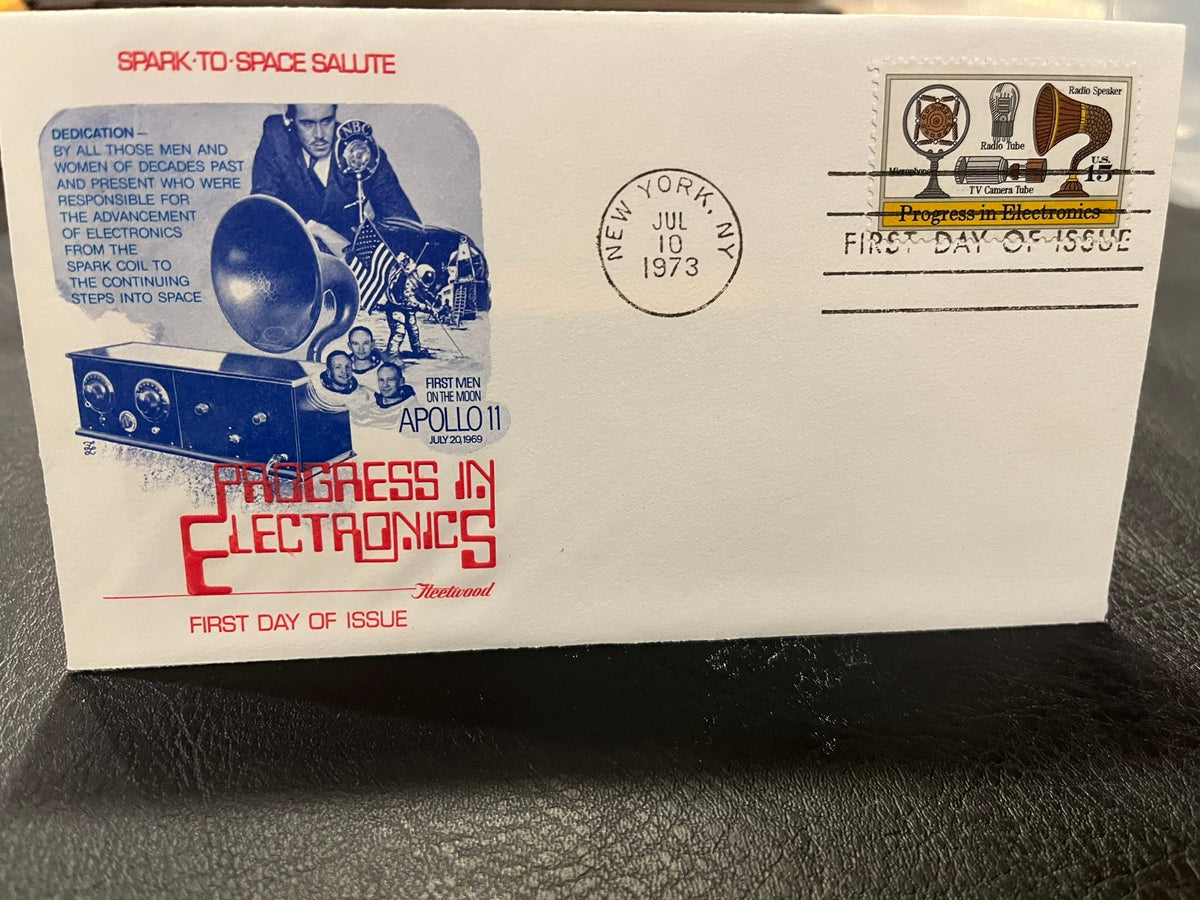 SPARK·TO·SPACE SALUTE
DEDICATION—
BY ALL THOSE MEN AND
WOMEN OF DECADES PAST
AND PRESENT WHO WERE
RESPONSIBLE FOR
THE ADVANCEMENT
OF ELECTRONICS
FROM THE
SPARK COIL TO
THE CONTINUING
STEPS INTO SPACE
NBC
FIRST MEN
ON THE MOON
APOLLO 11
JULY 20, 1969
PROGRESS IN
ELECTRONICS
Fleetwood
FIRST DAY OF ISSUE
NEW YORK, NY
JUL
10
1973
Radio Speaker
Radio Tube
Microphone
TV Camera Tube
U.S.
15
Progress in Electronics
FIRST DAY OF ISSUE